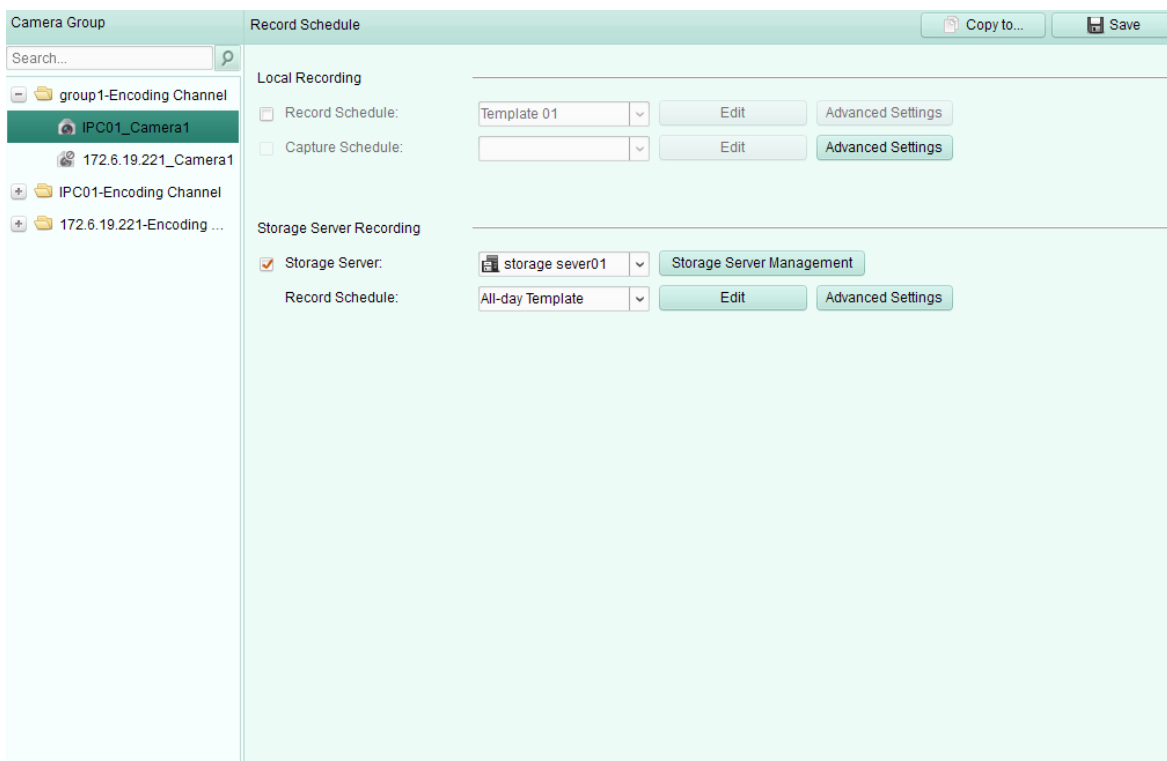 Camera Group
Record Schedule
Copy to...
Save
Search...
group1-Encoding Channel
IPC01_Camera1
172.6.19.221_Camera1
IPC01-Encoding Channel
172.6.19.221-Encoding ...
Local Recording
Record Schedule:
Template 01
Edit
Advanced Settings
Capture Schedule:
Edit
Advanced Settings
Storage Server Recording
Storage Server:
storage sever01
Storage Server Management
Record Schedule:
All-day Template
Edit
Advanced Settings